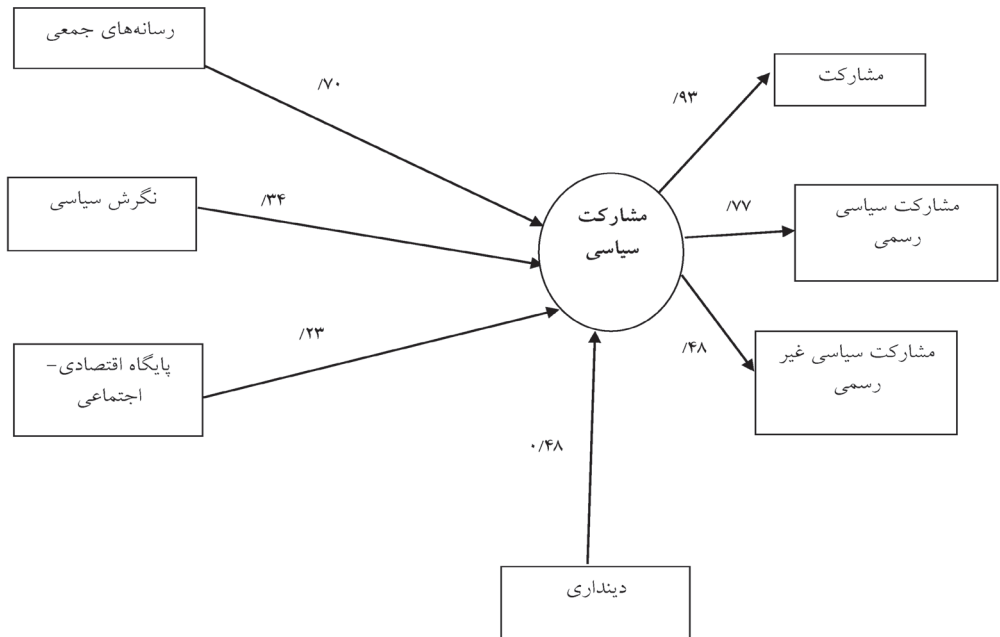 رسانه‌های جمعی
/۷۰
/۹۳
مشارکت
نگرش سیاسی
/۳۴
مشارکت
سیاسی
/۷۷
مشارکت سیاسی
رسمی
پایگاه اقتصادی-
اجتماعی
/۲۳
/۴۸
مشارکت سیاسی غیر
رسمی
۰/۴۸
دینداری